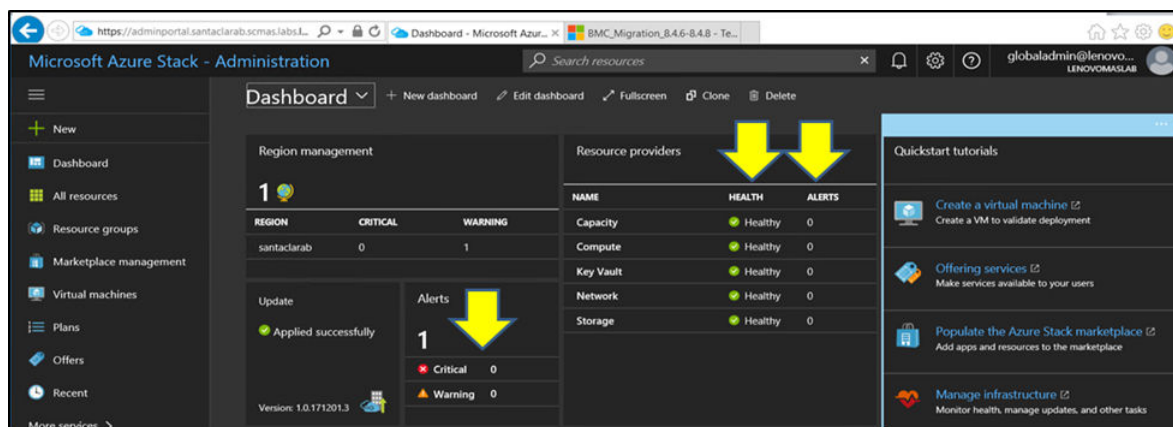 https://adminportal.santaclarab.scmas.labs.l...
Dashboard - Microsoft Azur...
BMC_Migration_8.4.6-8.4.8 - Te...
Microsoft Azure Stack - Administration
Search resources
globaladmin@lenovo...
LENOVOMASLAB
Dashboard
New dashboard
Edit dashboard
Fullscreen
Clone
Delete
New
Dashboard
All resources
Resource groups
Marketplace management
Virtual machines
Plans
Offers
Recent
More services
Region management
1
REGION CRITICAL WARNING
santaclarab 0 1
Update
Applied successfully
Version: 1.0.171201.3
Alerts
1
Critical 0
Warning 0
Resource providers
NAME HEALTH ALERTS
Capacity Healthy 0
Compute Healthy 0
Key Vault Healthy 0
Network Healthy 0
Storage Healthy 0
Quickstart tutorials
Create a virtual machine
Create a VM to validate deployment
Offering services
Make services available to your users
Populate the Azure Stack marketplace
Add apps and resources to the marketplace
Manage infrastructure
Monitor health, manage updates, and other tasks